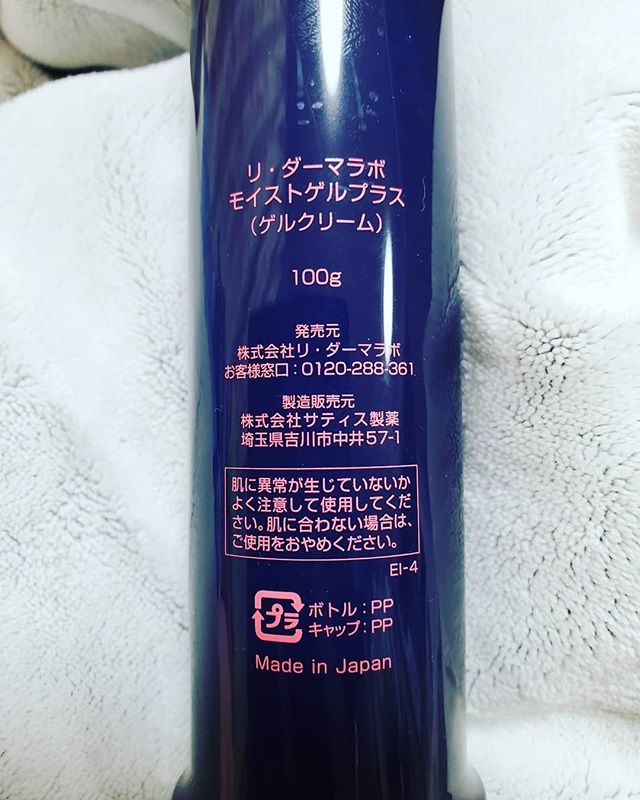 リ・ダーマラボ
モイストゲルプラス
(ゲルクリーム)
100g
発売元
株式会社リ・ダーマラボ
お客様窓口:0120-288-361
製造販売元
株式会社サティス製薬
埼玉県吉川市中井57-1
肌に異常が生じていないか
よく注意して使用してくだ
さい。肌に合わない場合は、
ご使用をおやめください。
EI-4
プラ
ボトル:PP
キャップ:PP
Made in Japan